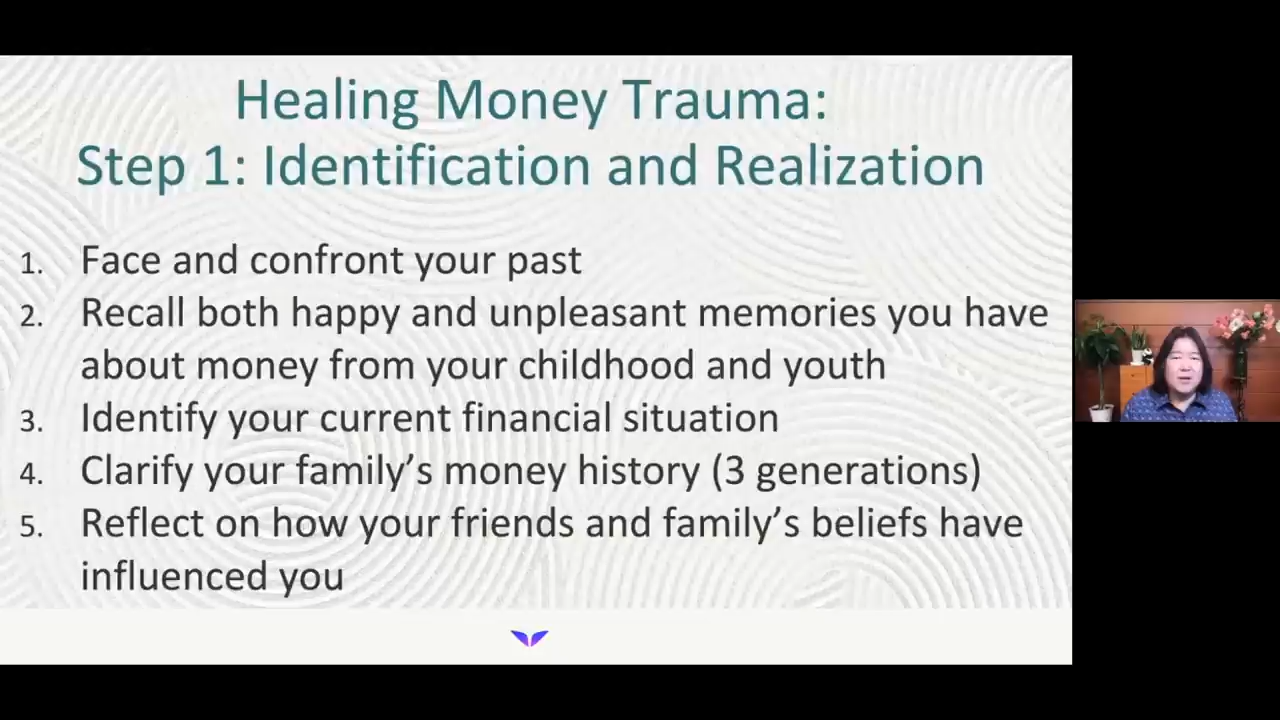 Healing Money Trauma:
Step 1: Identification and Realization
1. Face and confront your past
2. Recall both happy and unpleasant memories you have
about money from your childhood and youth
3. Identify your current financial situation
4. Clarify your family’s money history (3 generations)
5. Reflect on how your friends and family’s beliefs have
influenced you